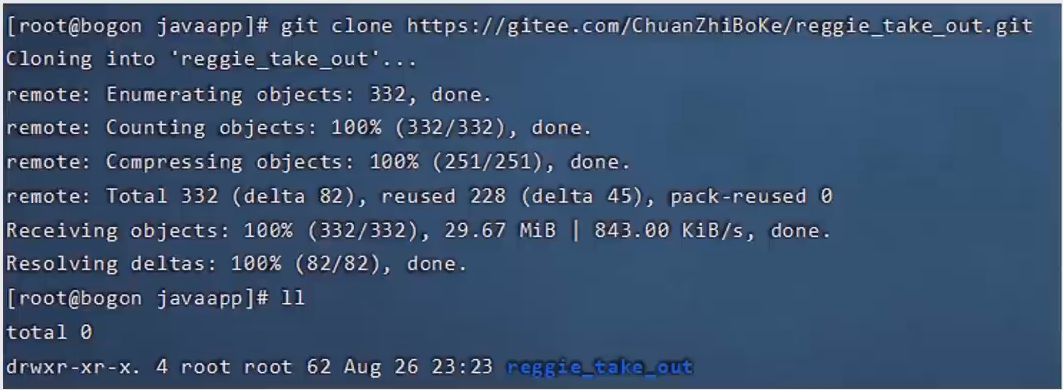 [root@bogon javaapp]# git clone https://gitee.com/ChuanZhiBoKe/reggie_take_out.git
Cloning into 'reggie_take_out'...
remote: Enumerating objects: 332, done.
remote: Counting objects: 100% (332/332), done.
remote: Compressing objects: 100% (251/251), done.
remote: Total 332 (delta 82), reused 228 (delta 45), pack-reused 0
Receiving objects: 100% (332/332), 29.67 MiB | 843.00 KiB/s, done.
Resolving deltas: 100% (82/82), done.
[root@bogon javaapp]# ll
total 0
drwxr-xr-x. 4 root root 62 Aug 26 23:23 reggie_take_out